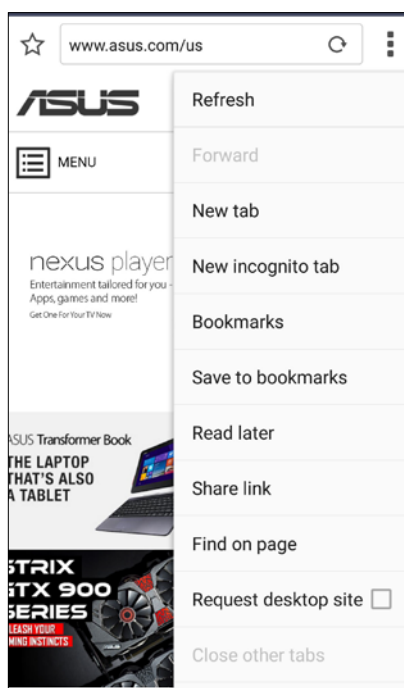 www.asus.com/us
ASUS
MENU
nexus player
Entertainment tailored for you -
Apps, games and more!
Get One For Your TV Now
ASUS Transformer Book
THE LAPTOP
THAT'S ALSO
A TABLET
STRIX
GTX 900
SERIES
UNLEASH YOUR
GAMING INSTINCTS
Refresh
Forward
New tab
New incognito tab
Bookmarks
Save to bookmarks
Read later
Share link
Find on page
Request desktop site
Close other tabs